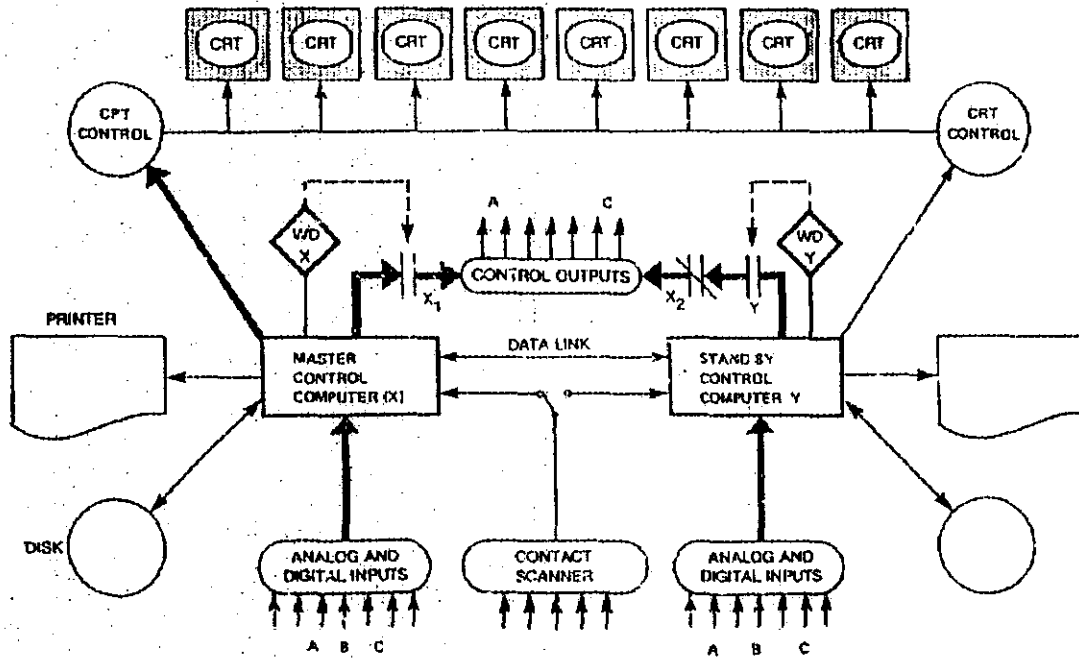 CRT CRT CRT CRT CRT CRT CRT CRT
CPT
CONTROL
CRT
CONTROL
WD
X
A C
WD
Y
CONTROL OUTPUTS
X1
X2
Y
PRINTER
MASTER
CONTROL
COMPUTER (X)
DATA LINK
STAND BY
CONTROL
COMPUTER Y
DISK
ANALOG AND
DIGITAL INPUTS
CONTACT
SCANNER
ANALOG AND
DIGITAL INPUTS
A B C
A B C